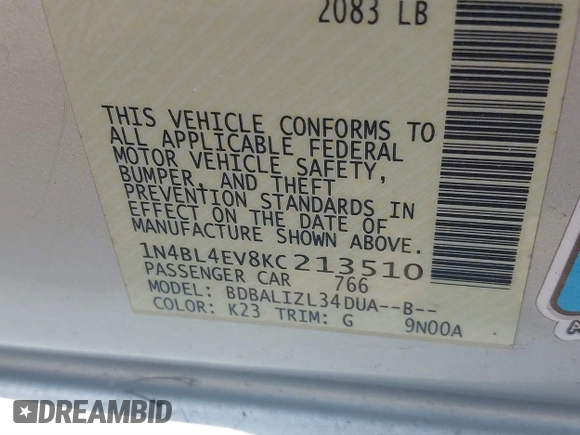 2083 LB
THIS VEHICLE CONFORMS TO
ALL APPLICABLE FEDERAL
MOTOR VEHICLE SAFETY,
BUMPER, AND THEFT
PREVENTION STANDARDS IN
EFFECT ON THE DATE OF
MANUFACTURE SHOWN ABOVE.
1N4BL4EV8KC213510
PASSENGER CAR 766
MODEL: BDBALIZL34DUA--B--
COLOR: K23 TRIM: G 9N00A
DREAMBID